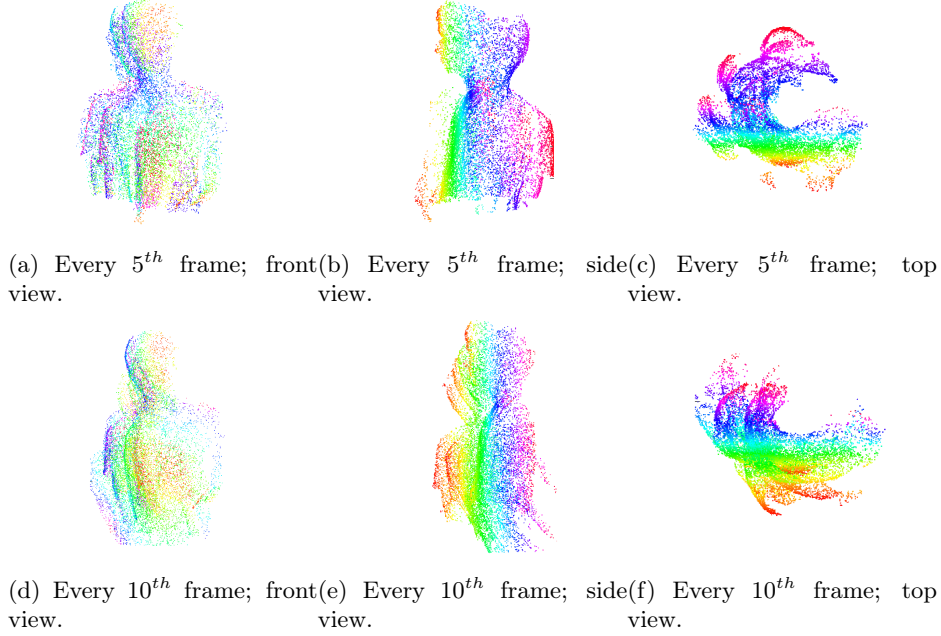 (a) Every 5th frame; front
view.
(b) Every 5th frame; side
view.
(c) Every 5th frame; top
view.
(d) Every 10th frame; front
view.
(e) Every 10th frame; side
view.
(f) Every 10th frame; top
view.